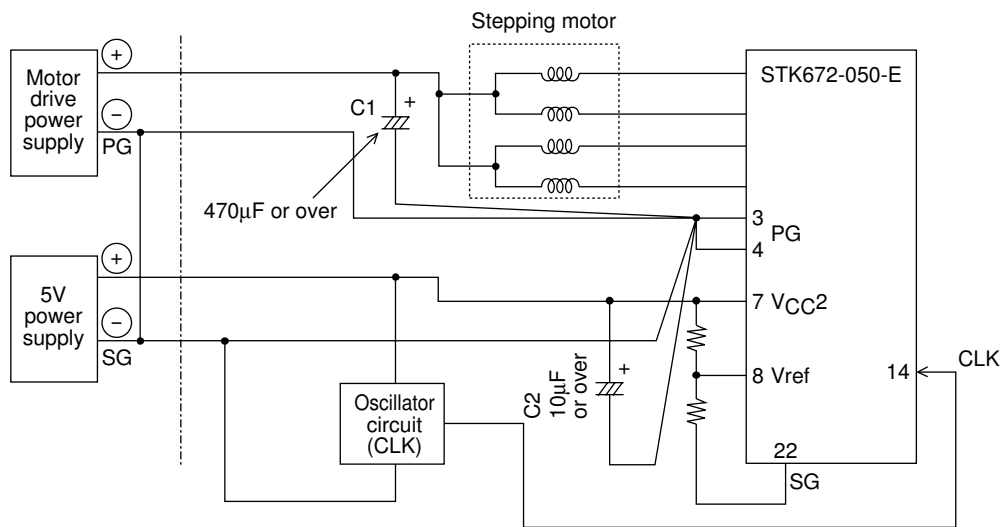 Stepping motor
Motor
drive
power
supply
+
−
PG
C1
+
470μF or over
STK672-050-E
3
PG
4
5V
power
supply
+
−
SG
7 VCC2
8 Vref
14
CLK
C2
10μF
or over
+
Oscillator
circuit
(CLK)
22
SG